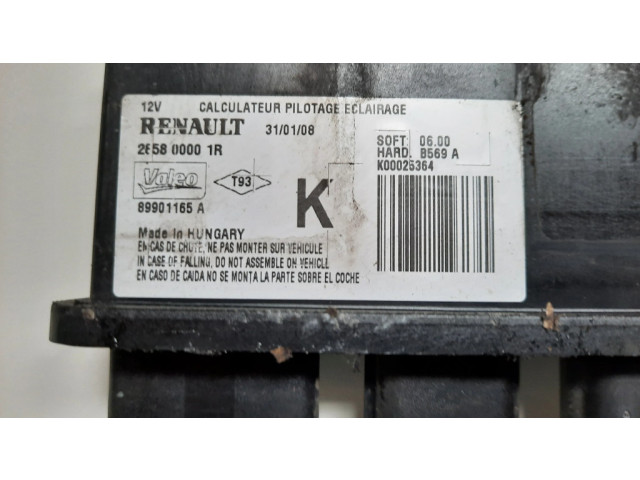 12V CALCULATEUR PILOTAGE ECLAIRAGE
RENAULT 31/01/08
2658 0000 1R
SOFT. 06.00
HARD. B569 A
K00025364
Valeo
T93
K
89901165 A
Made in HUNGARY
EN CAS DE CHUTE, NE PAS MONTER SUR VEHICULE
IN CASE OF FALLING, DO NOT ASSEMBLE ON VEHICLE
EN CASO DE CAIDA NO SE MONTA LA PARTE SOBRE EL COCHE